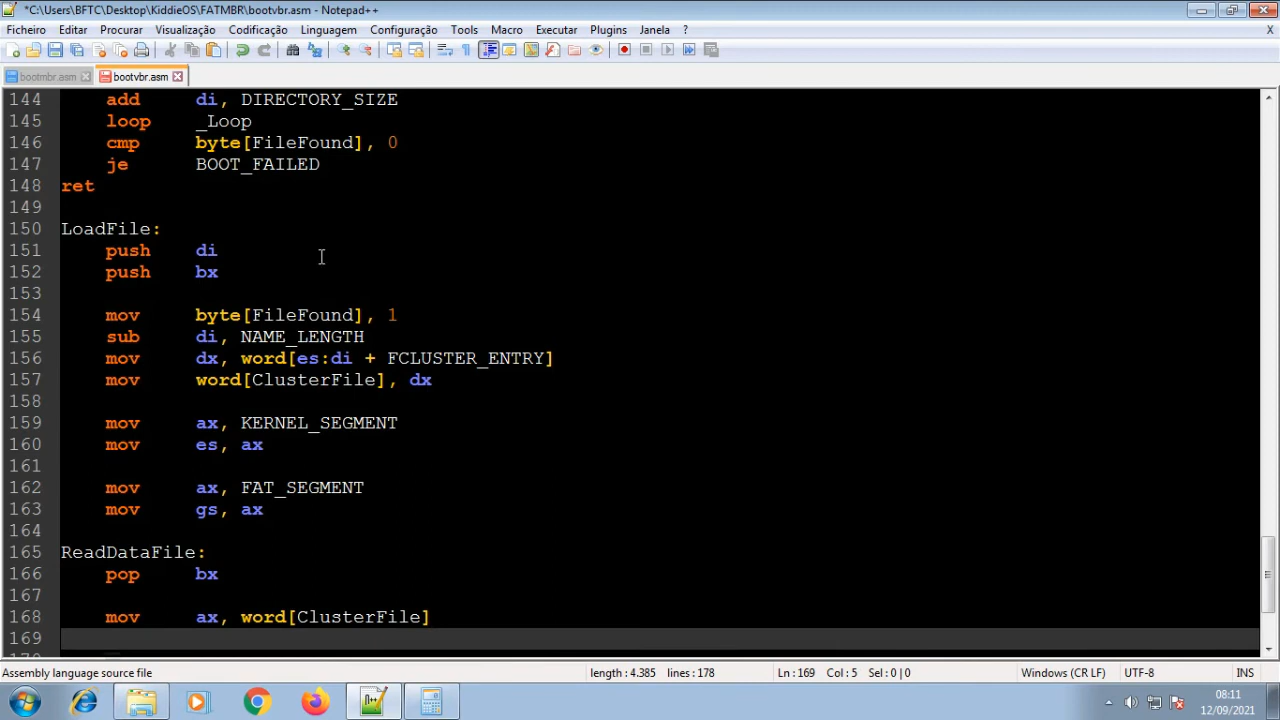 *C:\Users\BFTC\Desktop\KiddieOS\FATMBR\bootvbr.asm - Notepad++
Ficheiro Editar Procurar Visualização Codificação Linguagem Configuração Tools Macro Executar Plugins Janela ? X
bootmbr.asm bootvbr.asm
144 add di, DIRECTORY_SIZE
145 loop _Loop
146 cmp byte[FileFound], 0
147 je BOOT_FAILED
148 ret
149
150 LoadFile:
151 push di
152 push bx
153
154 mov byte[FileFound], 1
155 sub di, NAME_LENGTH
156 mov dx, word[es:di + FCLUSTER_ENTRY]
157 mov word[ClusterFile], dx
158
159 mov ax, KERNEL_SEGMENT
160 mov es, ax
161
162 mov ax, FAT_SEGMENT
163 mov gs, ax
164
165 ReadDataFile:
166 pop bx
167
168 mov ax, word[ClusterFile]
169
Assembly language source file length : 4.385 lines : 178 Ln : 169 Col : 5 Sel : 0 | 0 Windows (CR LF) UTF-8 INS
08:11
12/09/2021